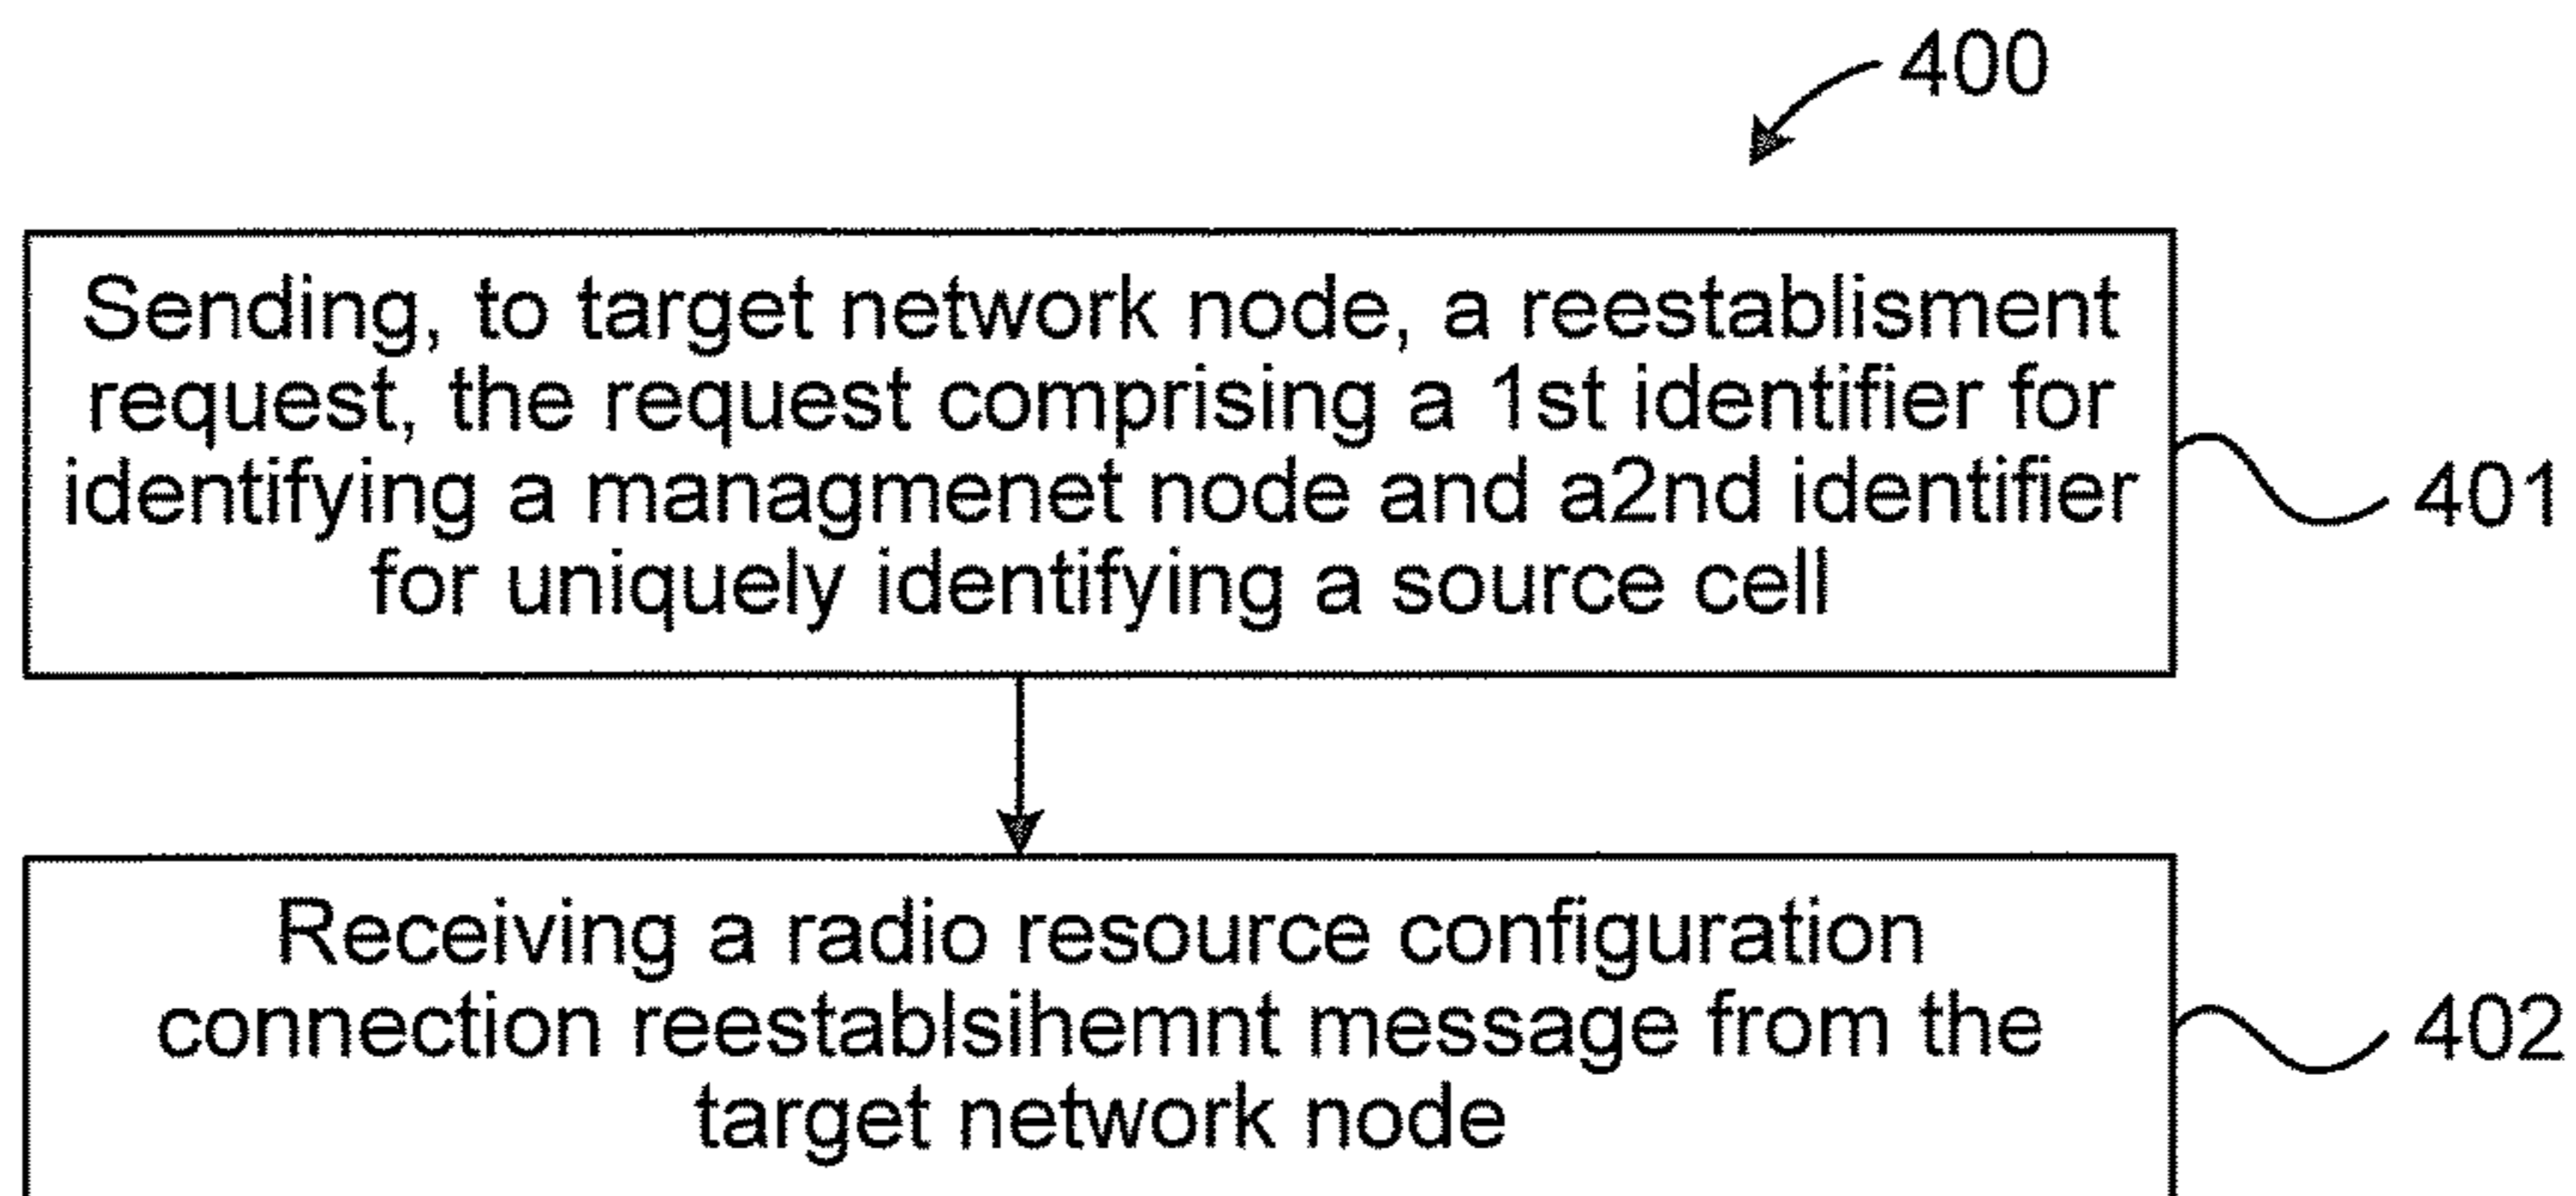 400
Sending, to target network node, a reestablisment
request, the request comprising a 1st identifier for
identifying a managmenet node and a2nd identifier
for uniquely identifying a source cell
401
Receiving a radio resource configuration
connection reestablsihemnt message from the
target network node
402